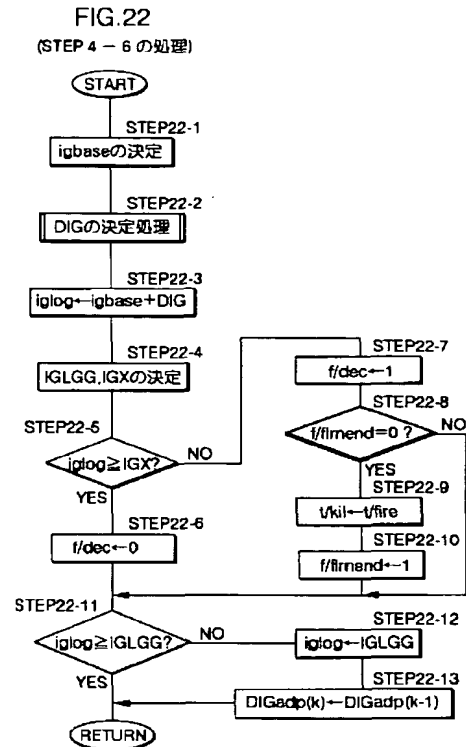 FIG.22
(STEP 4 − 6 の処理)
START
STEP22-1
igbaseの決定
STEP22-2
DIGの決定処理
STEP22-3
iglog←igbase+DIG
STEP22-4
IGLGG,IGXの決定
STEP22-5
iglog≧IGX?
NO
YES
STEP22-6
f/dec←0
STEP22-7
f/dec←1
STEP22-8
f/firnend=0 ?
NO
YES
STEP22-9
t/kil←t/fire
STEP22-10
f/firnend←1
STEP22-11
iglog≧IGLGG?
NO
YES
STEP22-12
iglog←IGLGG
STEP22-13
DIGadp(k)←DIGadp(k-1)
RETURN